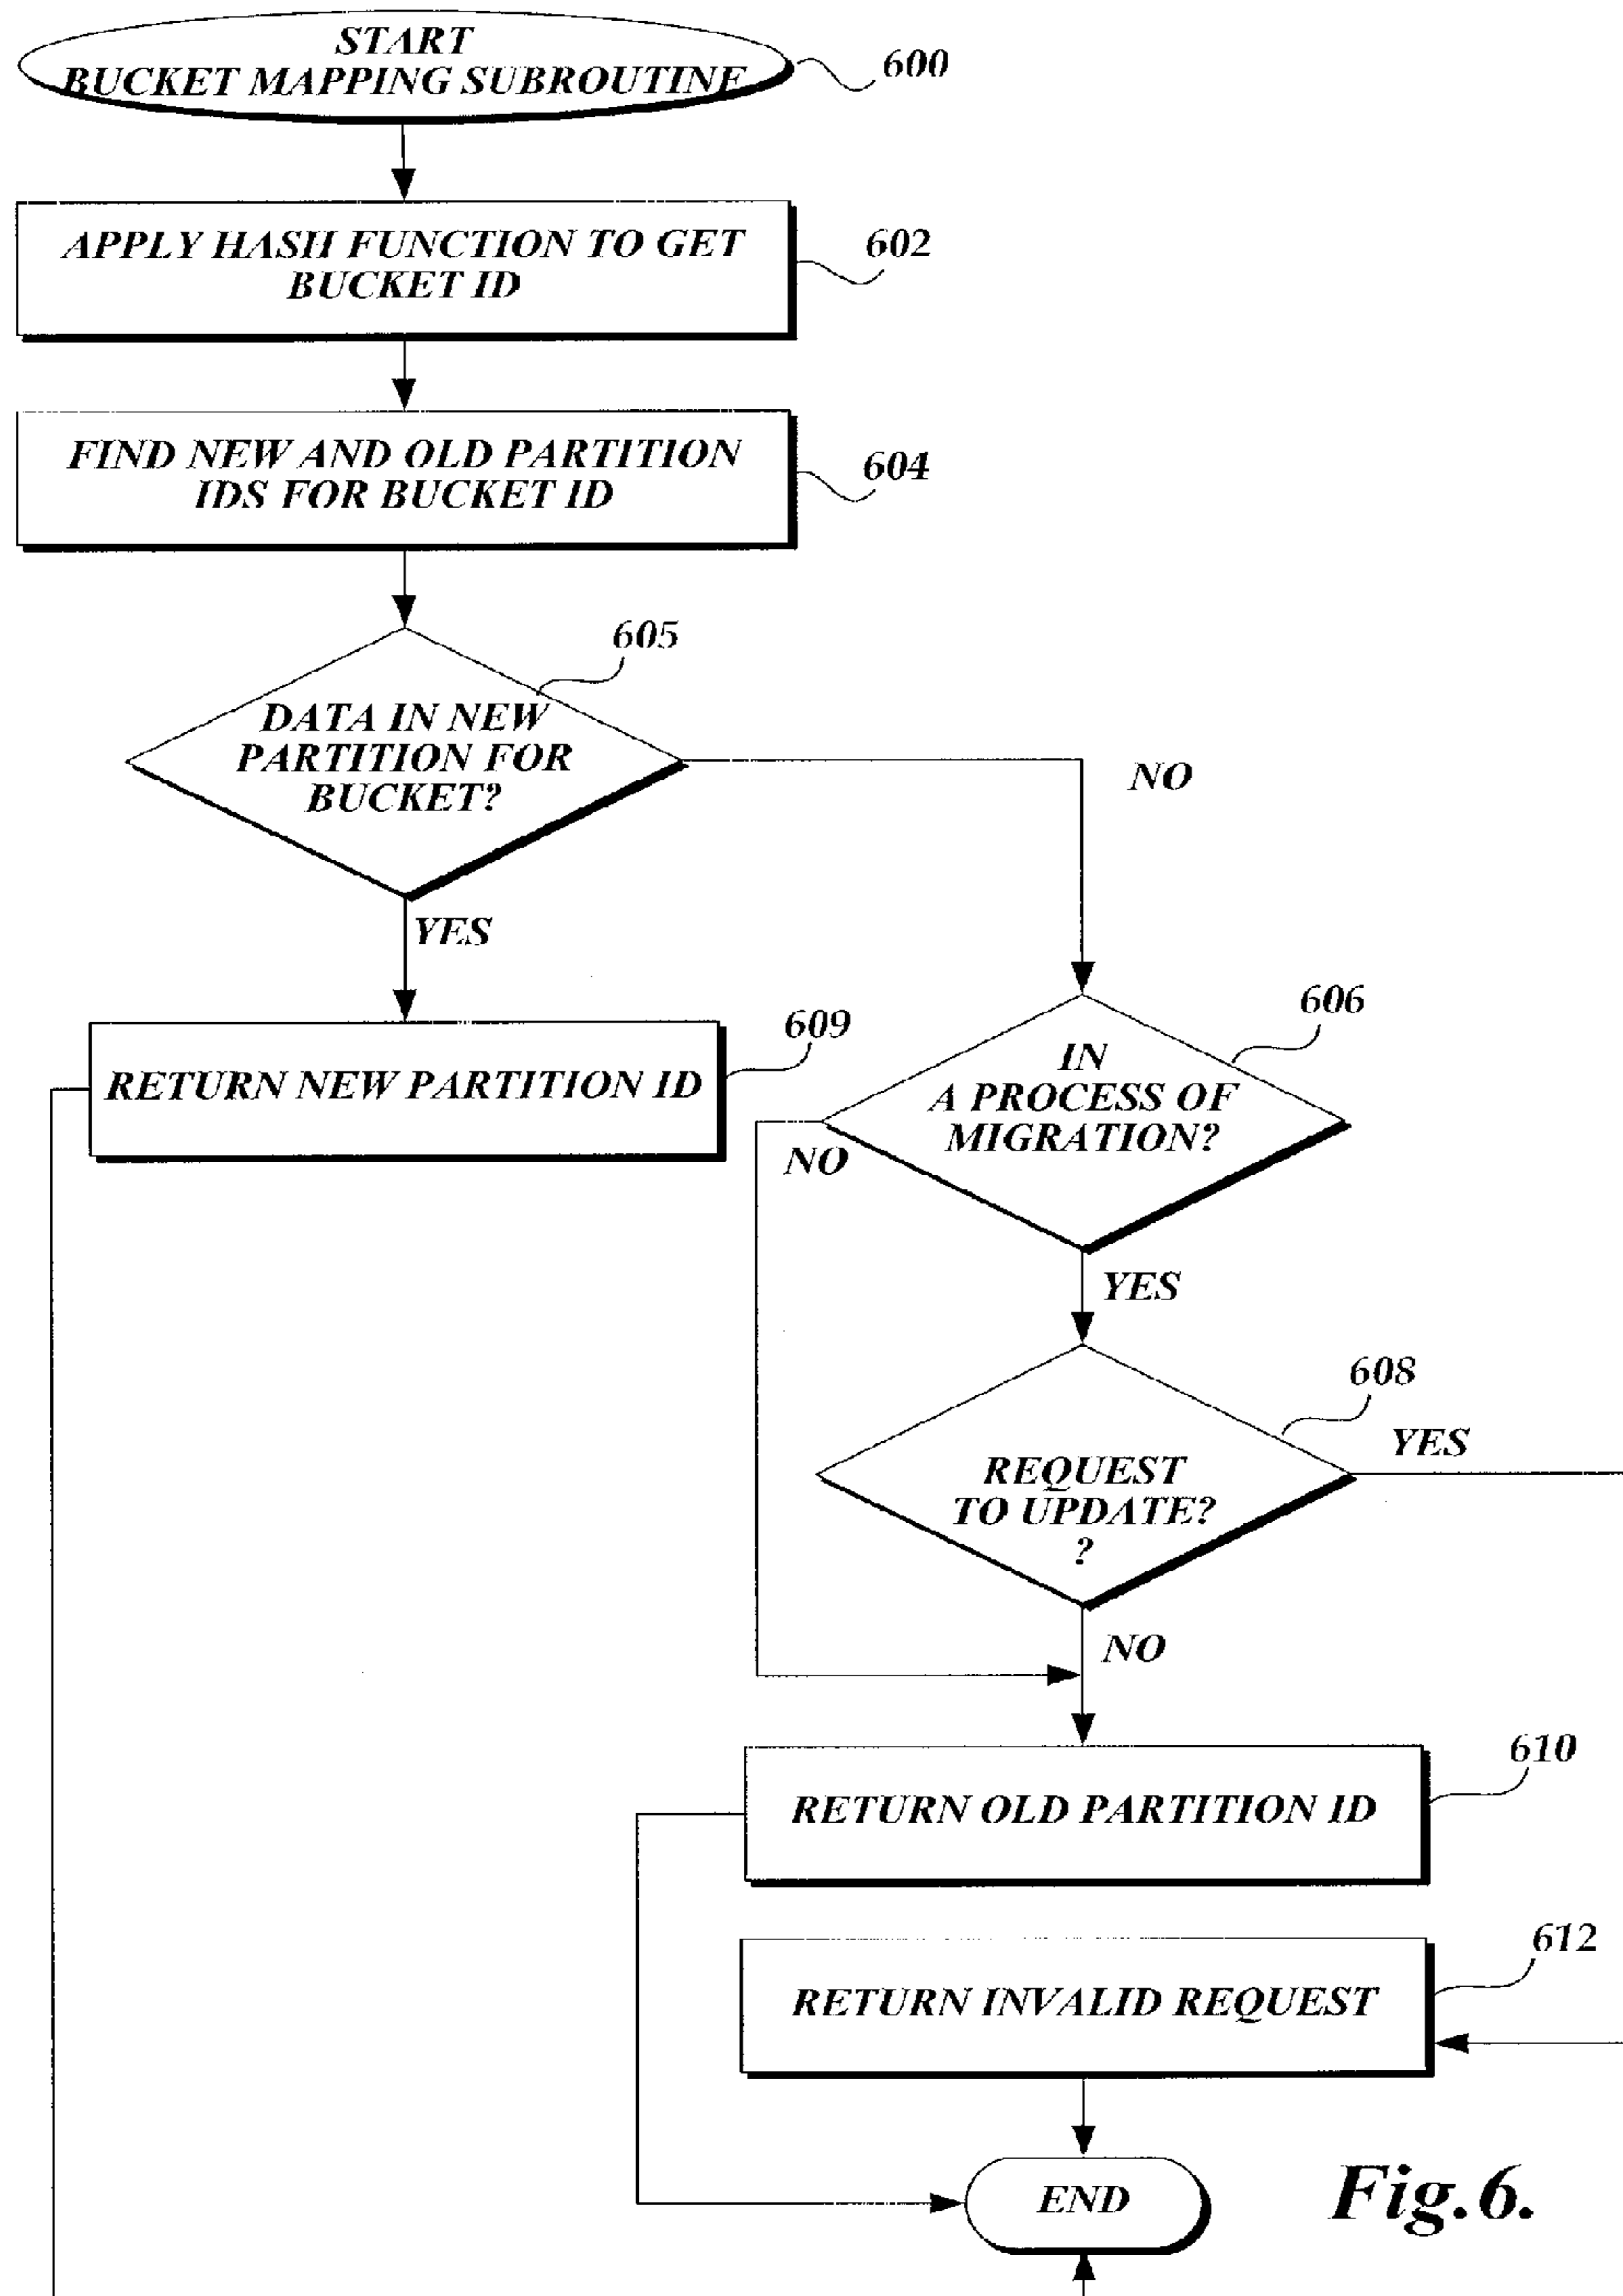 START
BUCKET MAPPING SUBROUTINE
600
APPLY HASH FUNCTION TO GET
BUCKET ID
602
FIND NEW AND OLD PARTITION
IDS FOR BUCKET ID
604
605
DATA IN NEW
PARTITION FOR
BUCKET?
NO
YES
606
609
RETURN NEW PARTITION ID
IN
A PROCESS OF
MIGRATION?
NO
YES
608
YES
REQUEST
TO UPDATE?
?
NO
610
RETURN OLD PARTITION ID
612
RETURN INVALID REQUEST
END
Fig.6.